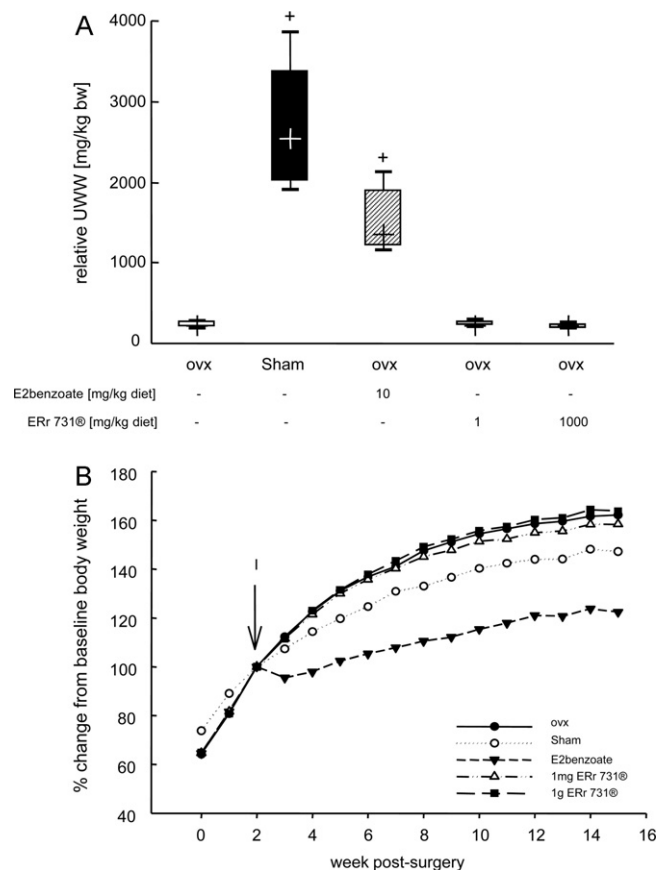 A
relative UWW [mg/kg bw]
4000
3000
2000
1000
0
ovx Sham ovx ovx ovx
E2benzoate [mg/kg diet] - - 10 - -
ERr 731® [mg/kg diet] - - - 1 1000
B
% change from baseline body weight
180
160
140
120
100
80
60
40
I
ovx
Sham
E2benzoate
1mg ERr 731®
1g ERr 731®
0 2 4 6 8 10 12 14 16
week post-surgery